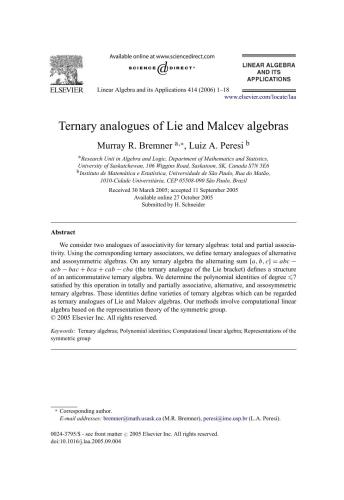 Available online at www.sciencedirect.com
SCIENCE DIRECT®
ELSEVIER
LINEAR ALGEBRA
AND ITS
APPLICATIONS
Linear Algebra and its Applications 414 (2006) 1–18
www.elsevier.com/locate/laa
Ternary analogues of Lie and Malcev algebras
Murray R. Bremner a,∗, Luiz A. Peresi b
a Research Unit in Algebra and Logic, Department of Mathematics and Statistics,
University of Saskatchewan, 106 Wiggins Road, Saskatoon, SK, Canada S7N 5E6
b Instituto de Matemática e Estatística, Universidade de São Paulo, Rua do Matão,
1010-Cidade Universitária, CEP 05508-090 São Paulo, Brazil
Received 30 March 2005; accepted 11 September 2005
Available online 27 October 2005
Submitted by H. Schneider
Abstract
We consider two analogues of associativity for ternary algebras: total and partial associa-
tivity. Using the corresponding ternary associators, we define ternary analogues of alternative
and assosymmetric algebras. On any ternary algebra the alternating sum [a, b, c] = abc −
acb − bac + bca + cab − cba (the ternary analogue of the Lie bracket) defines a structure
of an anticommutative ternary algebra. We determine the polynomial identities of degree ⩽7
satisfied by this operation in totally and partially associative, alternative, and assosymmetric
ternary algebras. These identities define varieties of ternary algebras which can be regarded
as ternary analogues of Lie and Malcev algebras. Our methods involve computational linear
algebra based on the representation theory of the symmetric group.
© 2005 Elsevier Inc. All rights reserved.
Keywords: Ternary algebras; Polynomial identities; Computational linear algebra; Representations of the
symmetric group
∗ Corresponding author.
E-mail addresses: bremner@math.usask.ca (M.R. Bremner), peresi@ime.usp.br (L.A. Peresi).
0024-3795/$ - see front matter © 2005 Elsevier Inc. All rights reserved.
doi:10.1016/j.laa.2005.09.004